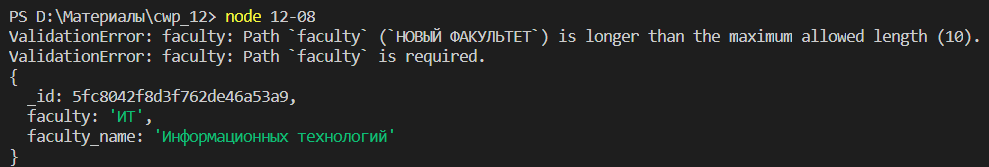 PS D:\Материалы\cwp_12> node 12-08
ValidationError: faculty: Path `faculty` (`НОВЫЙ ФАКУЛЬТЕТ`) is longer than the maximum allowed length (10).
ValidationError: faculty: Path `faculty` is required.
{
  _id: 5fc8042f8d3f762de46a53a9,
  faculty: 'ИТ',
  faculty_name: 'Информационных технологий'
}